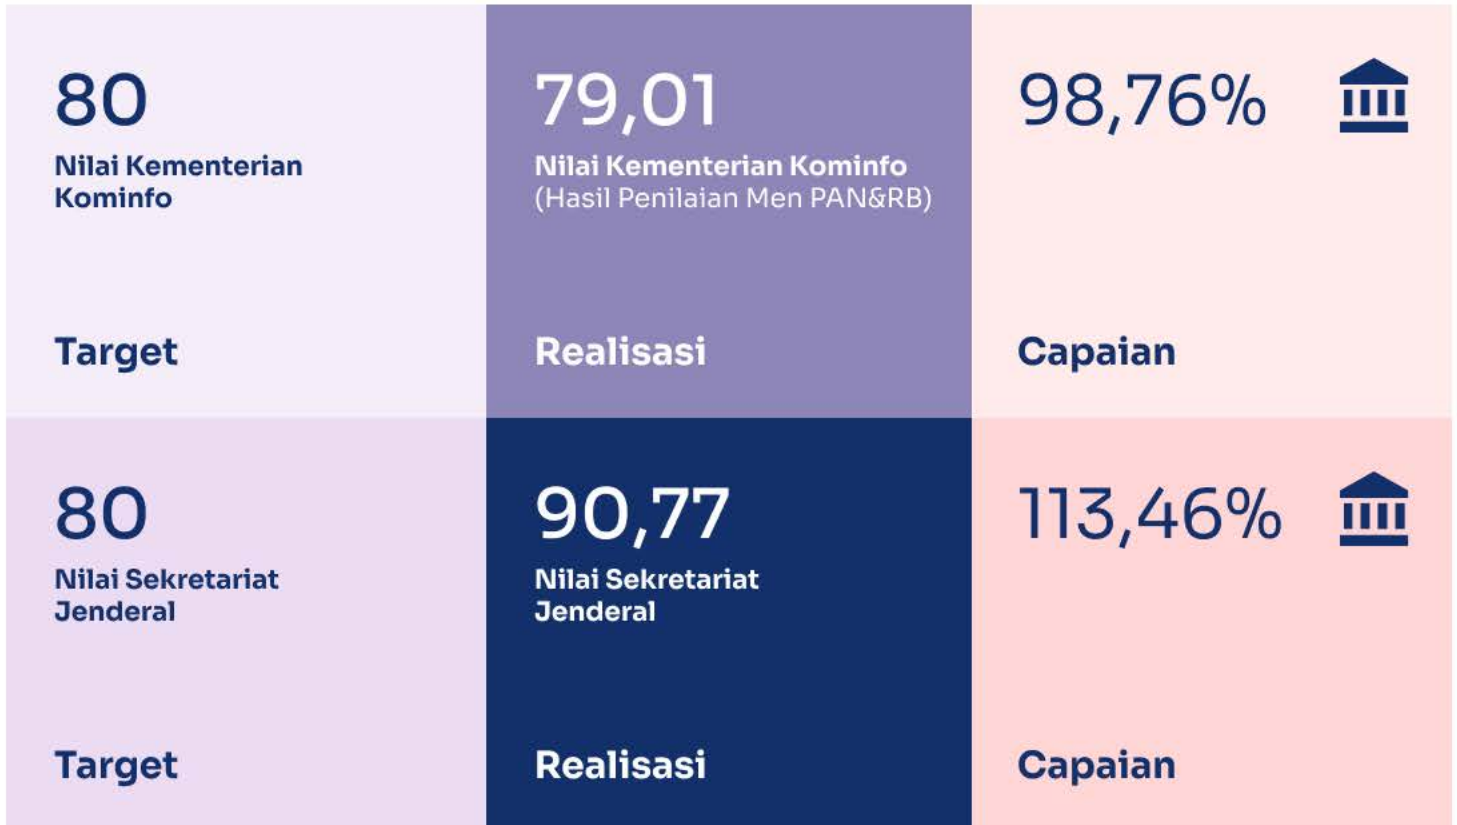 80
Nilai Kementerian
Kominfo
Target
79,01
Nilai Kementerian Kominfo
(Hasil Penilaian Men PAN&RB)
Realisasi
98,76%
Capaian
80
Nilai Sekretariat
Jenderal
Target
90,77
Nilai Sekretariat
Jenderal
Realisasi
113,46%
Capaian